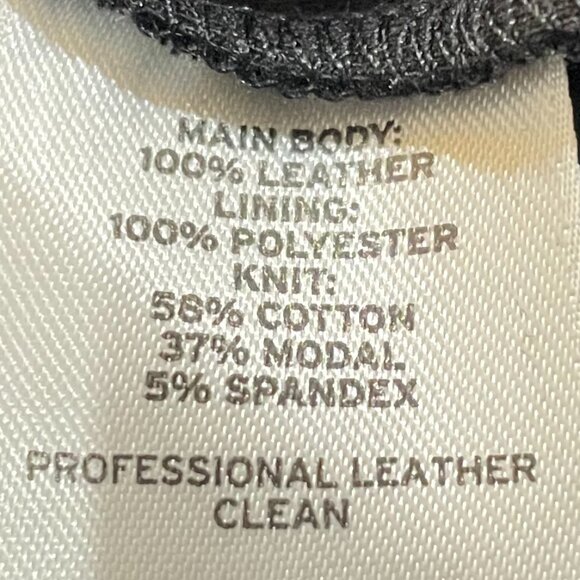 MAIN BODY:
100% LEATHER
LINING:
100% POLYESTER
KNIT:
58% COTTON
37% MODAL
5% SPANDEX
PROFESSIONAL LEATHER
CLEAN